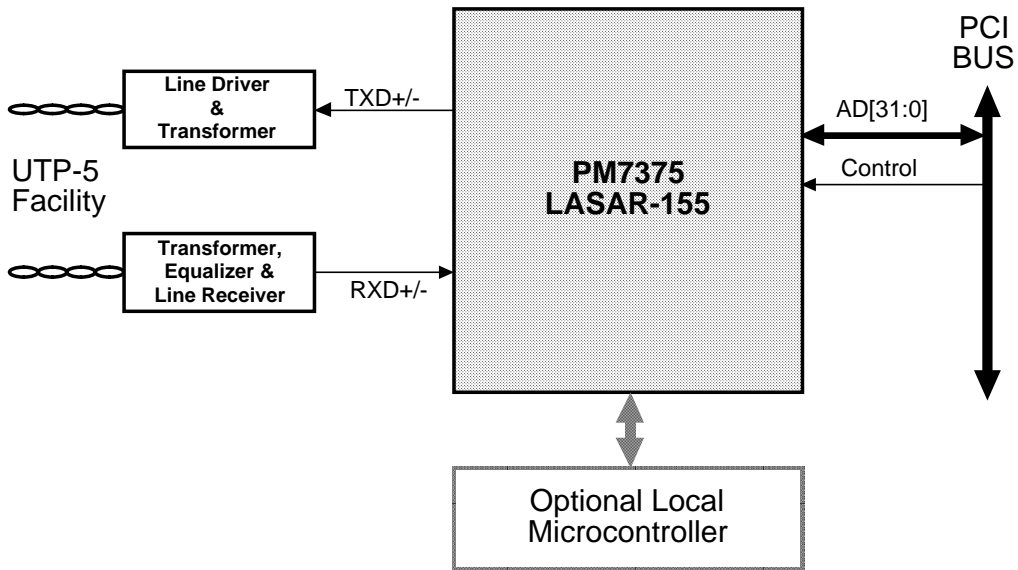 PCI
BUS
Line Driver
&
Transformer
TXD+/-
AD[31:0]
UTP-5
Facility
PM7375
LASAR-155
Control
Transformer,
Equalizer &
Line Receiver
RXD+/-
Optional Local
Microcontroller